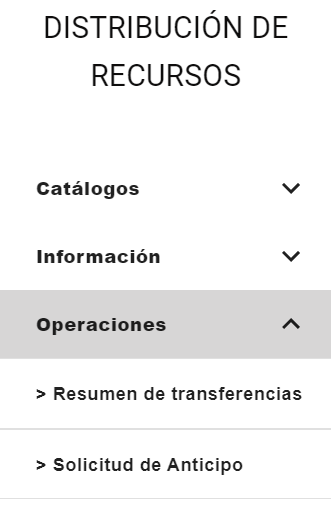 DISTRIBUCIÓN DE
RECURSOS
Catálogos
Información
Operaciones
> Resumen de transferencias
> Solicitud de Anticipo